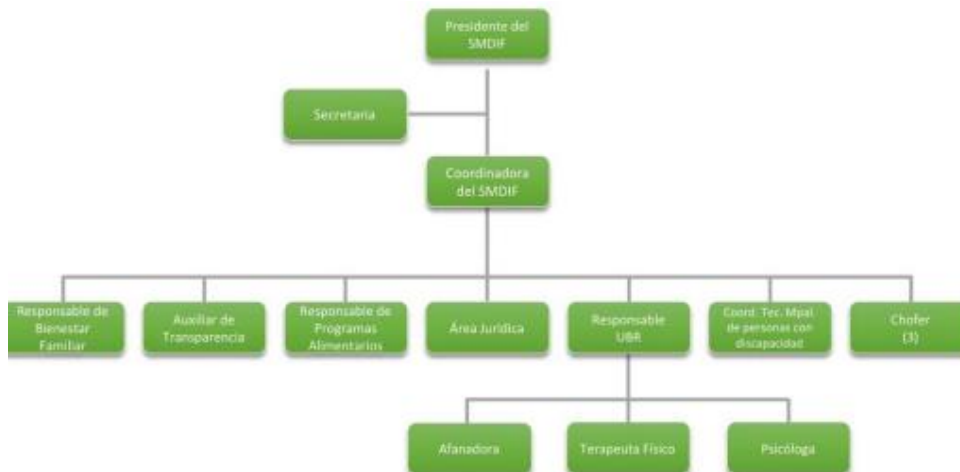 Presidente del
SMDIF
Secretaria
Coordinadora
del SMDIF
Responsable de
Bienestar
Familiar
Auxiliar de
Transparencia
Responsable de
Programas
Alimentarios
Área Jurídica
Responsable
UBR
Coord. Tec. Mpal.
de personas con
discapacidad
Chofer
(3)
Afanadora
Terapeuta Físico
Psicóloga